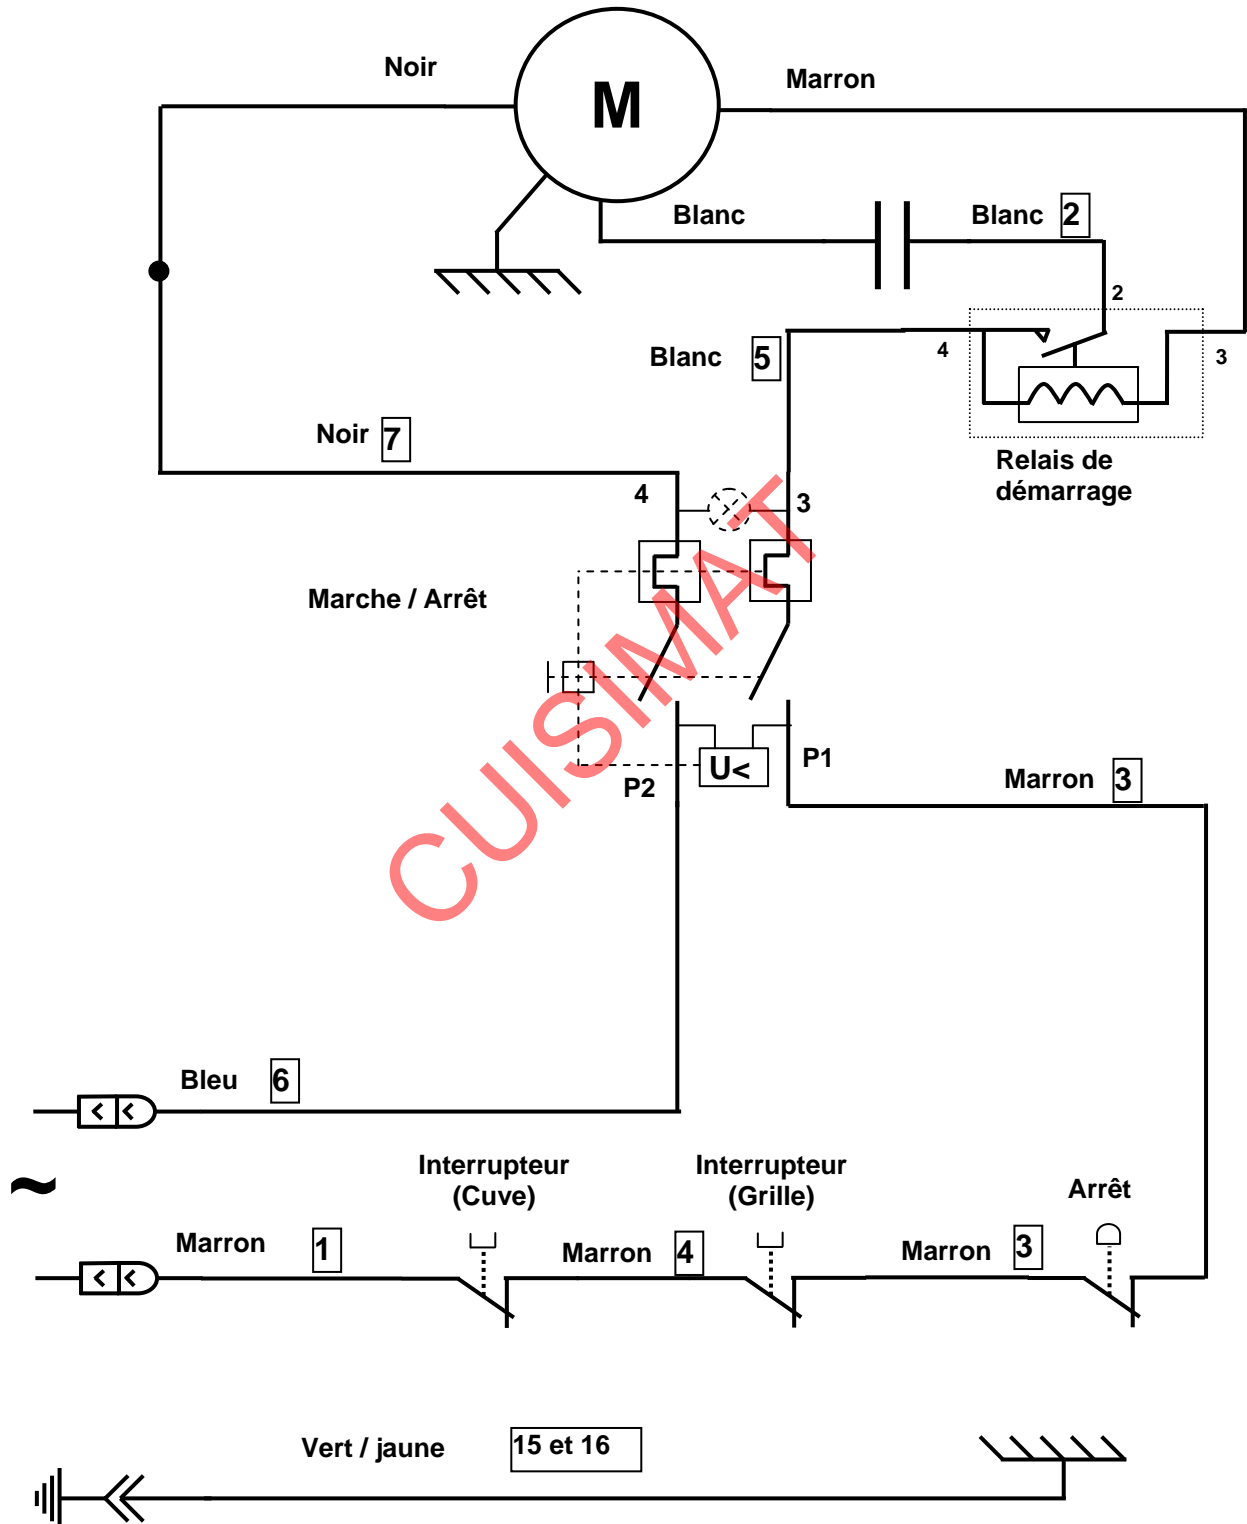 Noir
M
Marron
Blanc
Blanc 2
2
Blanc 5
4
3
Noir 7
Relais de
démarrage
4
3
Marche / Arrêt
U<
P1
P2
Marron 3
CUISIMAT
Bleu 6
~
Interrupteur
(Cuve)
Interrupteur
(Grille)
Arrêt
Marron 1
Marron 4
Marron 3
Vert / jaune 15 et 16